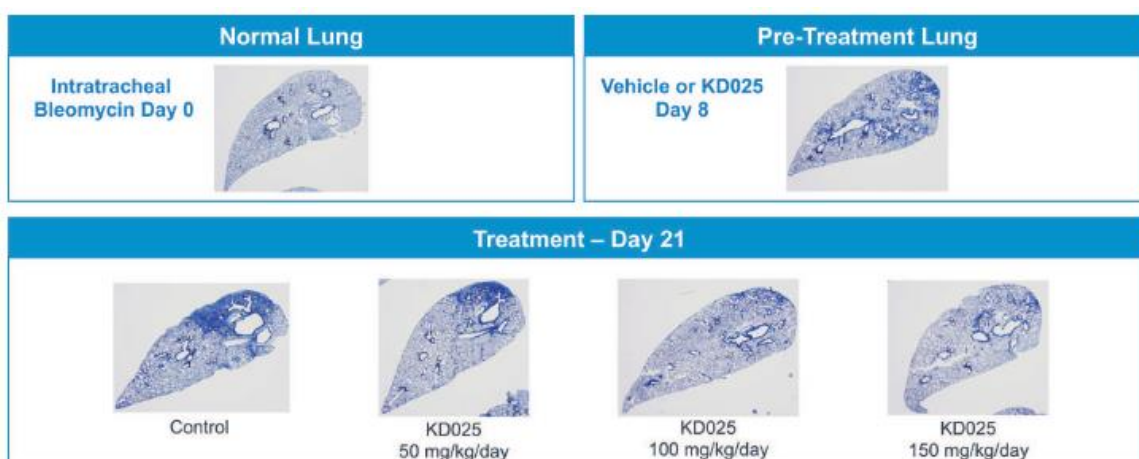 Normal Lung
Intratracheal
Bleomycin Day 0
Pre-Treatment Lung
Vehicle or KD025
Day 8
Treatment – Day 21
Control
KD025
50 mg/kg/day
KD025
100 mg/kg/day
KD025
150 mg/kg/day